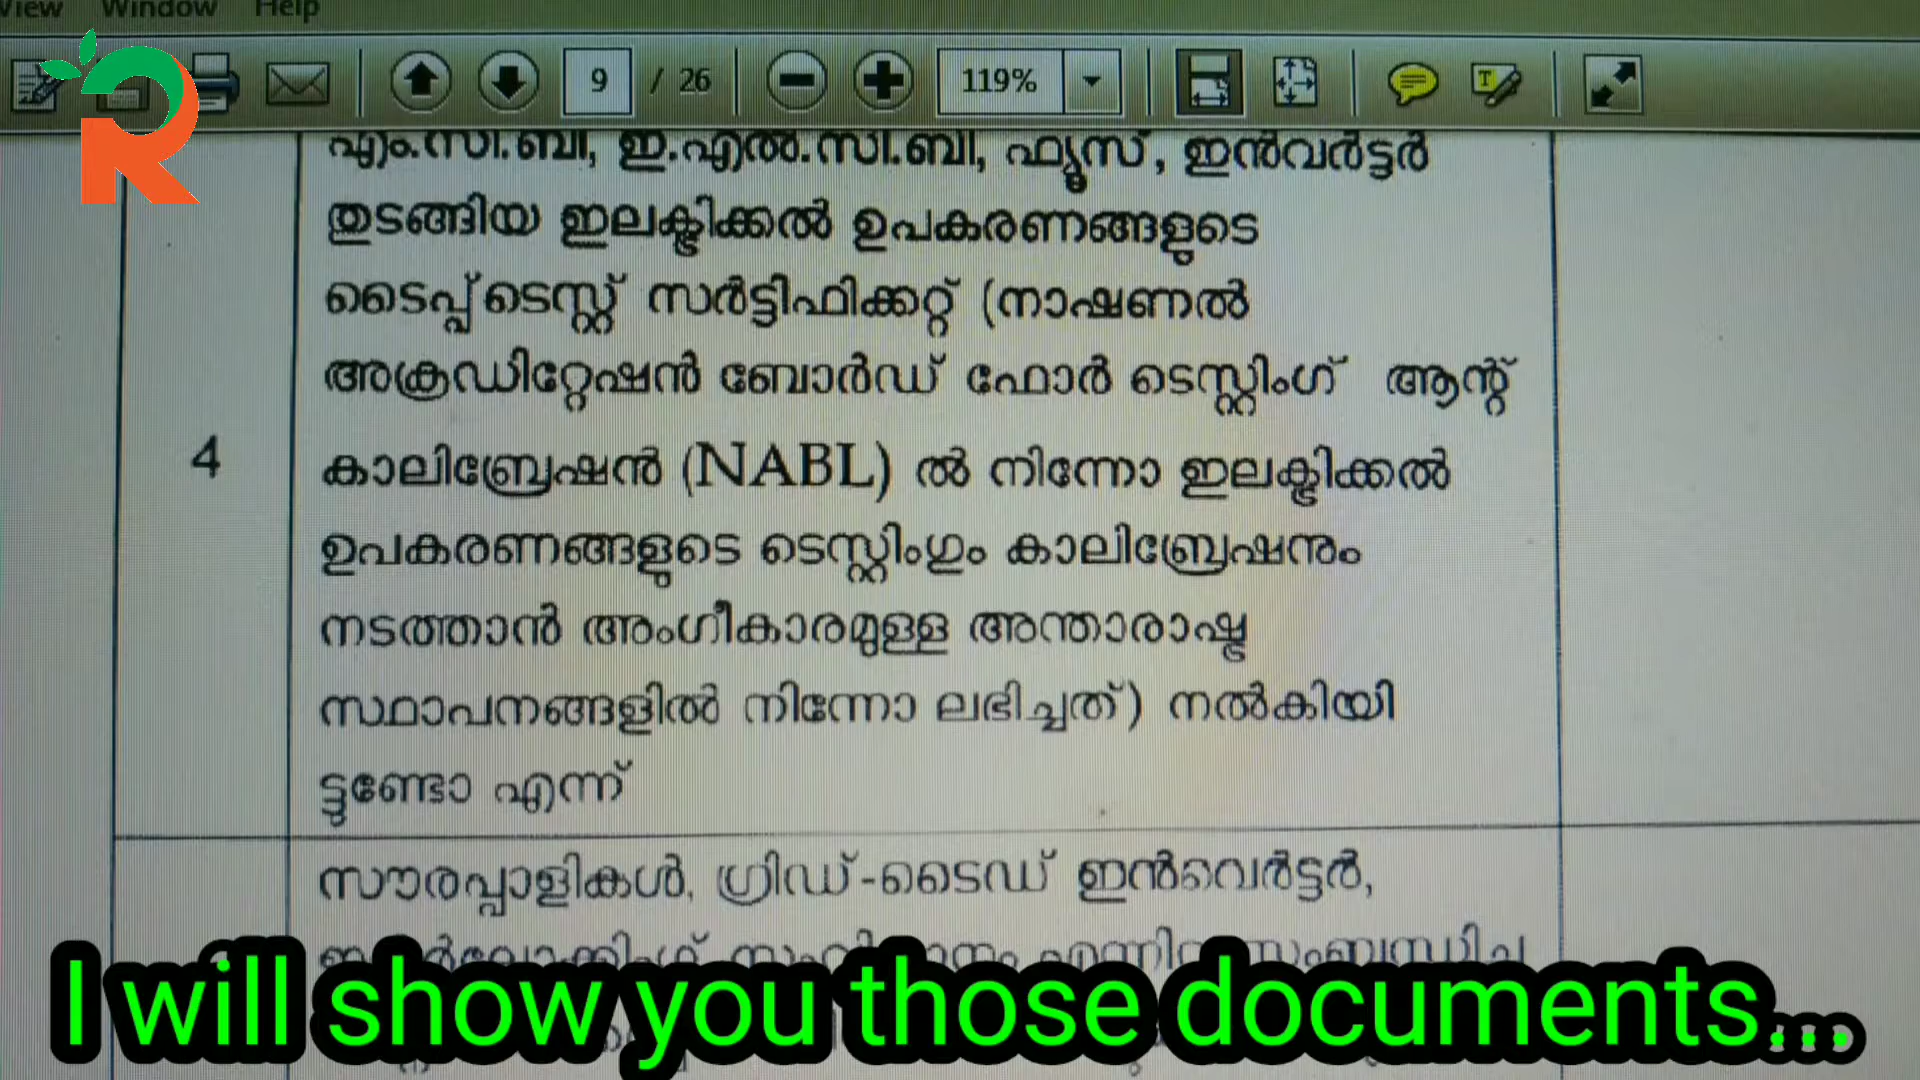 View Window Help
9 / 26 119%
എം.സി.ബി, ഇ.എൽ.സി.ബി, ഫ്യൂസ്, ഇൻവർട്ടർ
തുടങ്ങിയ ഇലക്ട്രിക്കൽ ഉപകരണങ്ങളുടെ
ടൈപ്പ് ടെസ്റ്റ് സർട്ടിഫിക്കറ്റ് (നാഷണൽ
അക്രഡിറ്റേഷൻ ബോർഡ് ഫോർ ടെസ്റ്റിംഗ് ആന്റ്
4 കാലിബ്രേഷൻ (NABL) ൽ നിന്നോ ഇലക്ട്രിക്കൽ
ഉപകരണങ്ങളുടെ ടെസ്റ്റിംഗും കാലിബ്രേഷനും
നടത്താൻ അംഗീകാരമുള്ള അന്താരാഷ്ട്ര
സ്ഥാപനങ്ങളിൽ നിന്നോ ലഭിച്ചത്) നൽകിയി
ട്ടുണ്ടോ എന്ന്
സൗരപ്പാളികൾ, ഗ്രിഡ്-ടൈഡ് ഇൻവെർട്ടർ,
I will show you those documents...